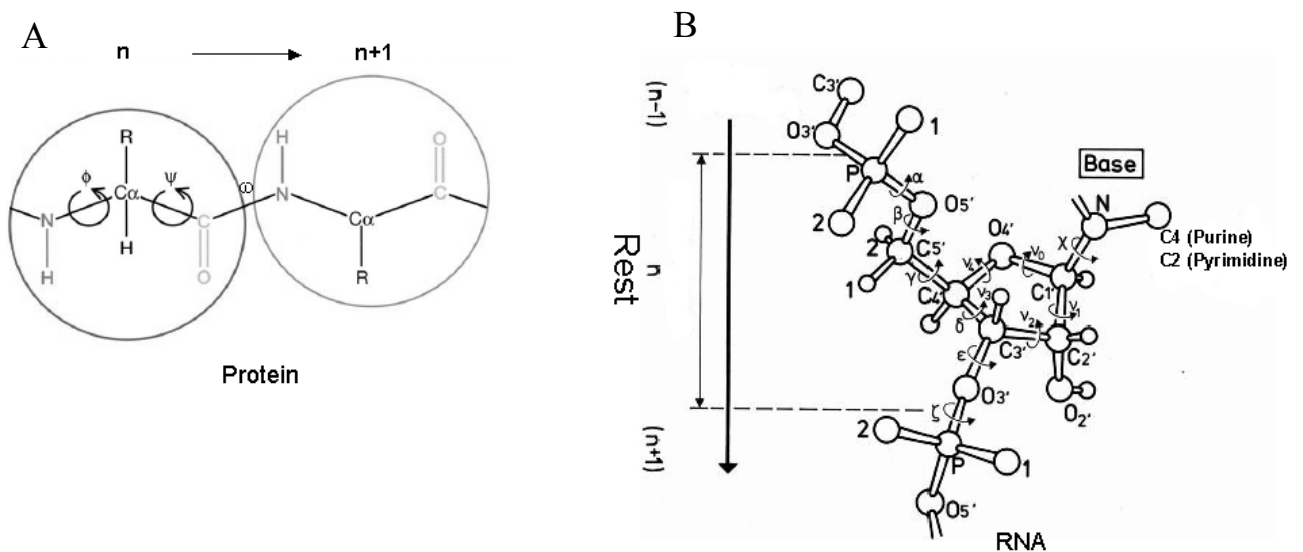 A
n
n+1
R
H
O
ϕ
ψ
ω
N
Cα
C
N
Cα
C
H
H
O
R
Protein
B
(n-1)
n
Rest
(n+1)
C3'
O3'
1
P
α
2
β
O5'
Base
N
C4 (Purine)
C2 (Pyrimidine)
O4'
χ
2
C5'
ν4
ν0
γ
1
C4'
ν3
C1'
δ
ν2
ν1
ε
C3'
C2'
O3'
O2'
ζ
2
P
1
O5'
RNA